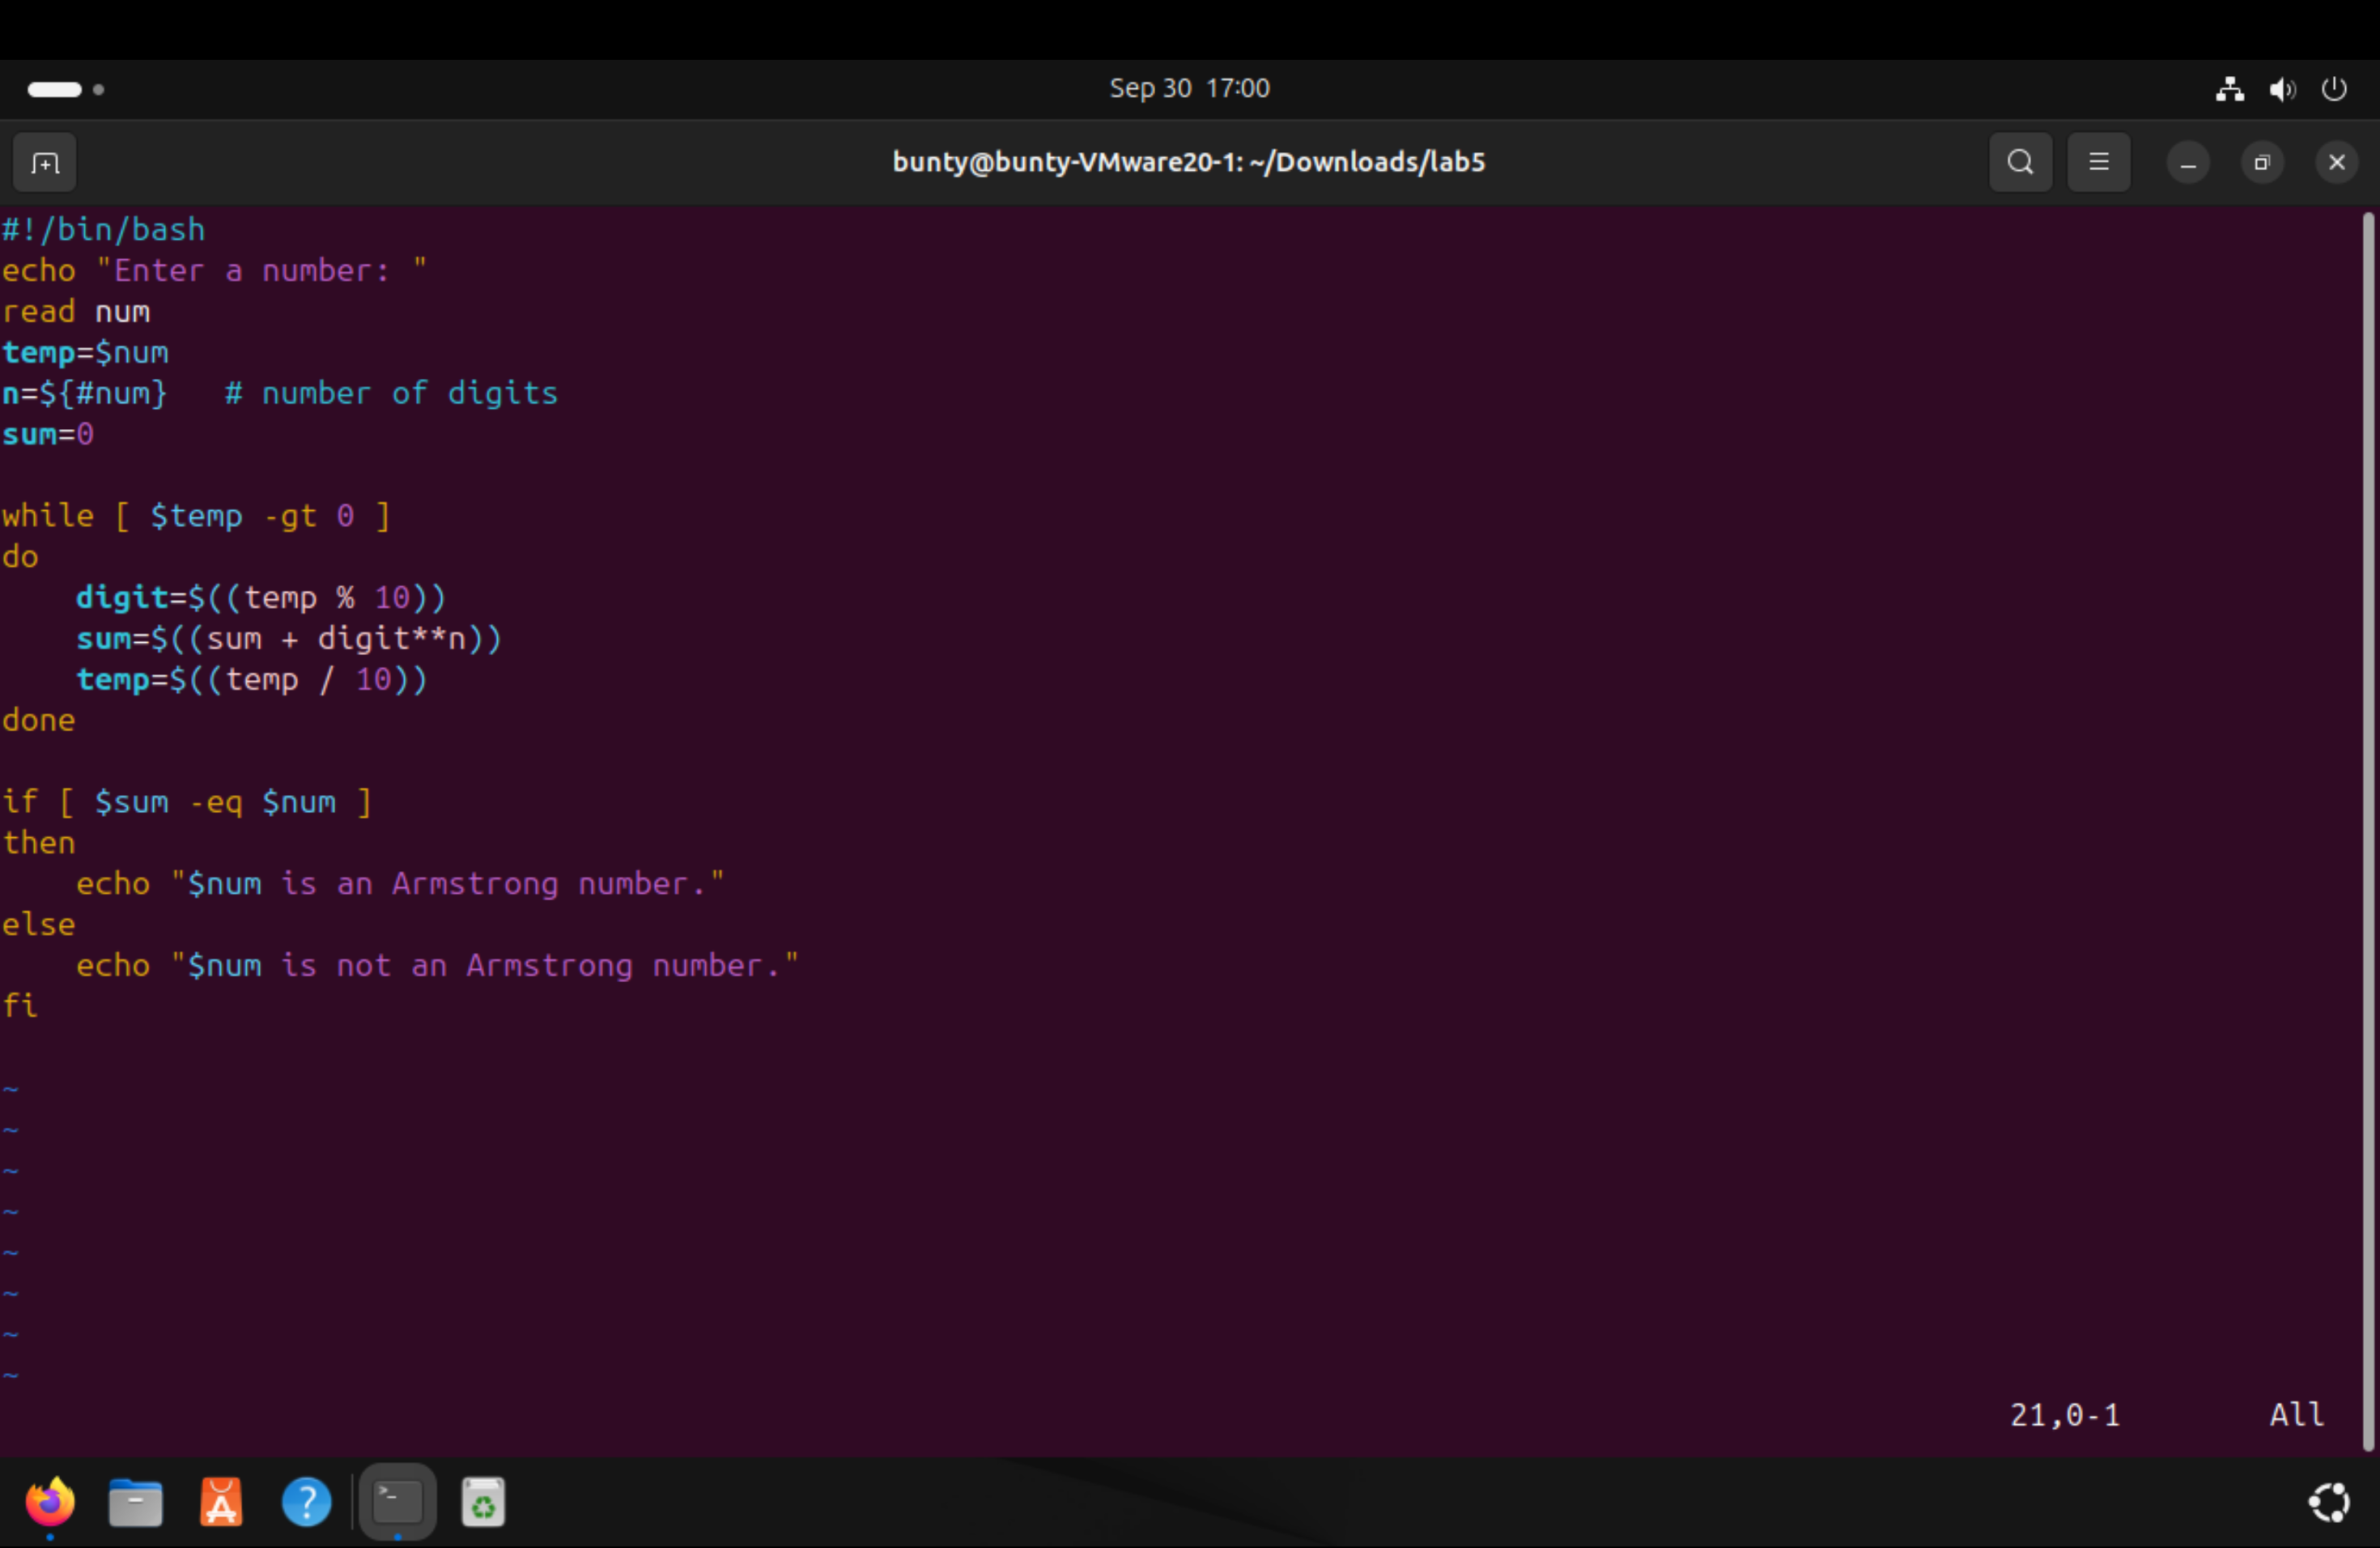 Sep 30 17:00
bunty@bunty-VMware20-1: ~/Downloads/lab5
#!/bin/bash
echo "Enter a number: "
read num
temp=$num
n=${#num}   # number of digits
sum=0

while [ $temp -gt 0 ]
do
    digit=$((temp % 10))
    sum=$((sum + digit**n))
    temp=$((temp / 10))
done

if [ $sum -eq $num ]
then
    echo "$num is an Armstrong number."
else
    echo "$num is not an Armstrong number."
fi

~
~
~
~
~
~
~
~
21,0-1        All